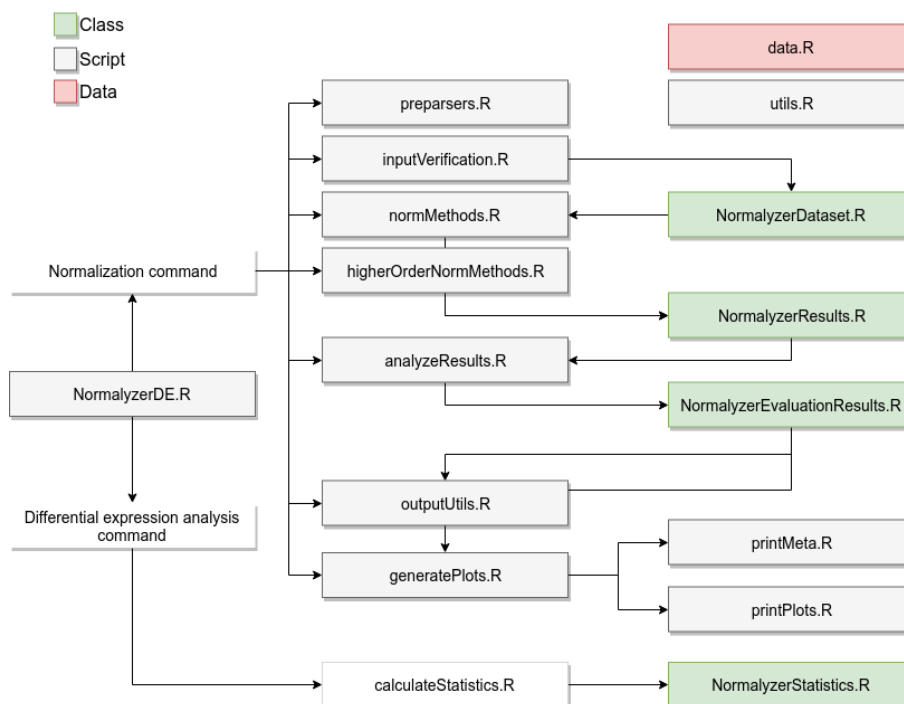 Class
Script
Data
data.R
utils.R
preparsers.R
inputVerification.R
normMethods.R
NormalyzerDataset.R
Normalization command
higherOrderNormMethods.R
NormalyzerResults.R
analyzeResults.R
NormalyzerDE.R
NormalyzerEvaluationResults.R
outputUtils.R
Differential expression analysis
command
printMeta.R
generatePlots.R
printPlots.R
calculateStatistics.R
NormalyzerStatistics.R